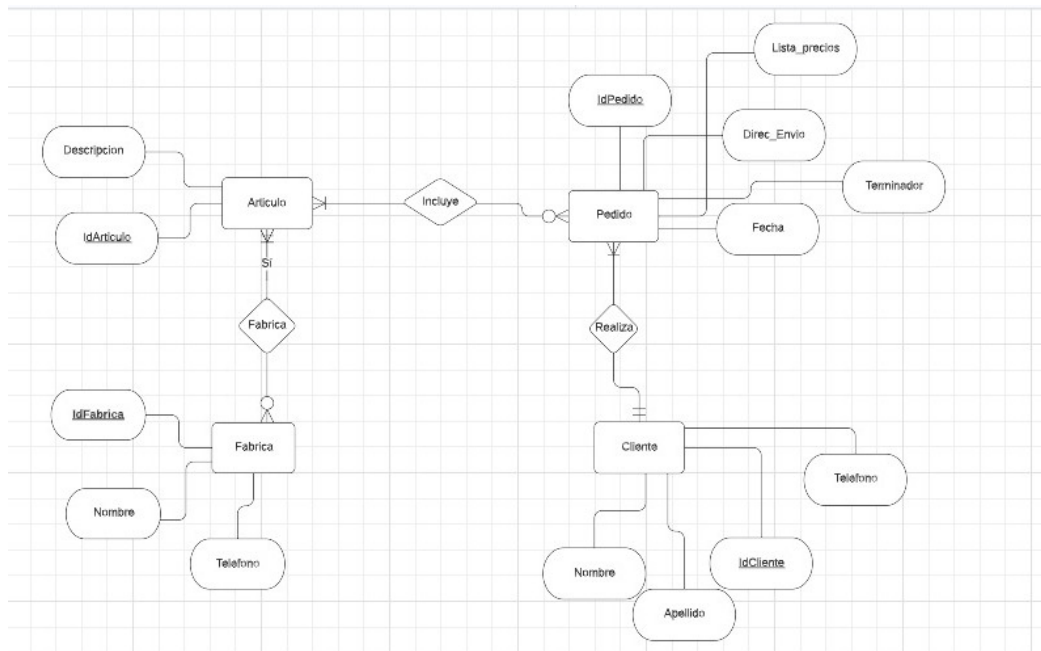 Lista_precios
IdPedido
Descripcion
Direc_Envio
Articulo
Incluye
Pedido
Terminador
IdArticulo
Fecha
Sí
Fabrica
Realiza
IdFabrica
Fabrica
Cliente
Nombre
Telefono
Telefono
Nombre
IdCliente
Apellido